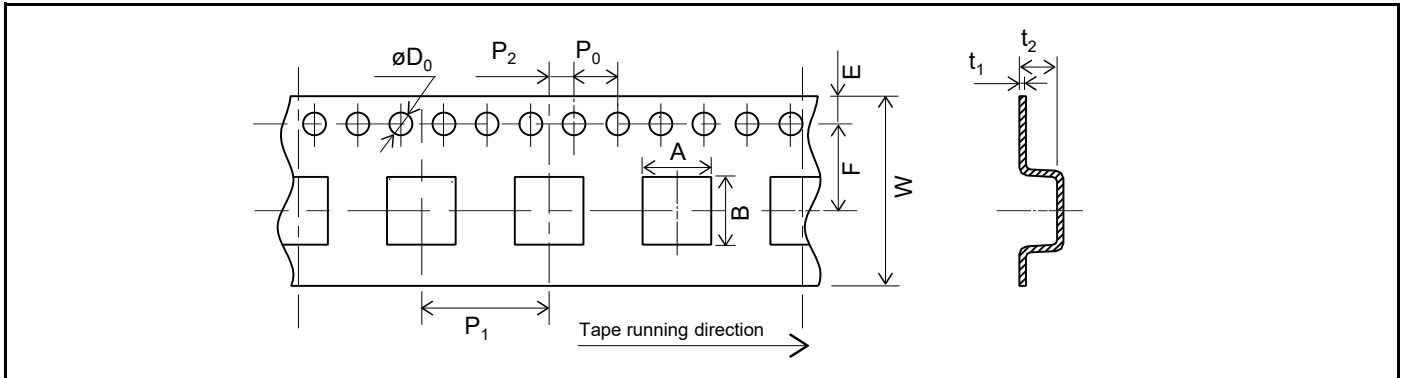 t₂
P₂
P₀
øD₀
E
t₁
A
F
W
B
P₁
Tape running direction